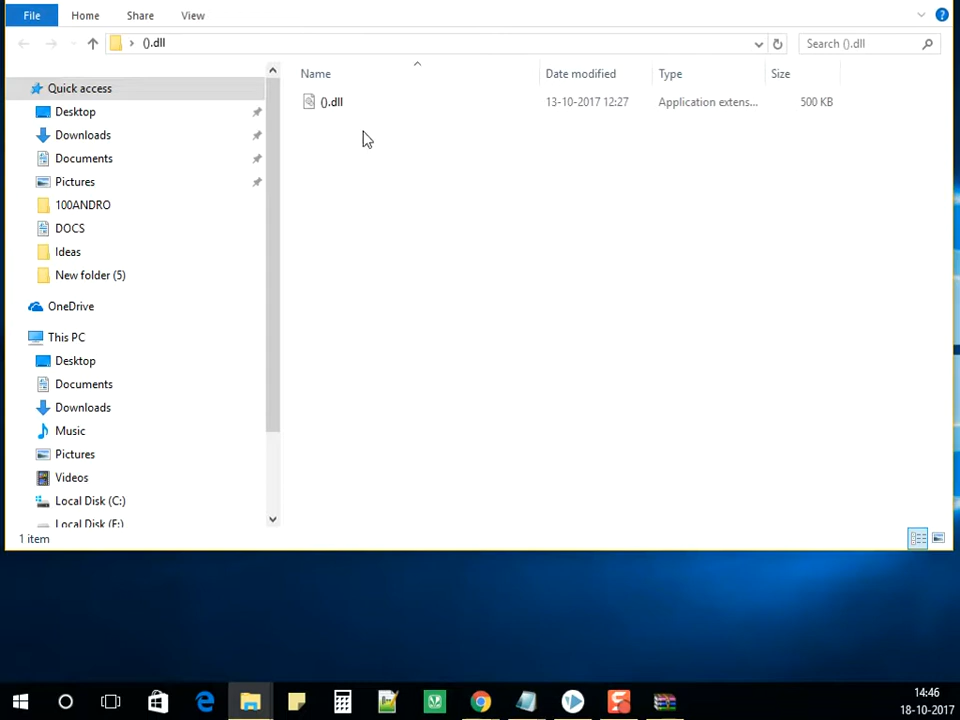 File Home Share View
().dll Search ().dll
Name Date modified Type Size
().dll 13-10-2017 12:27 Application extens... 500 KB
Quick access
Desktop
Downloads
Documents
Pictures
100ANDRO
DOCS
Ideas
New folder (5)
OneDrive
This PC
Desktop
Documents
Downloads
Music
Pictures
Videos
Local Disk (C:)
Local Disk (F:)
1 item
14:46
18-10-2017